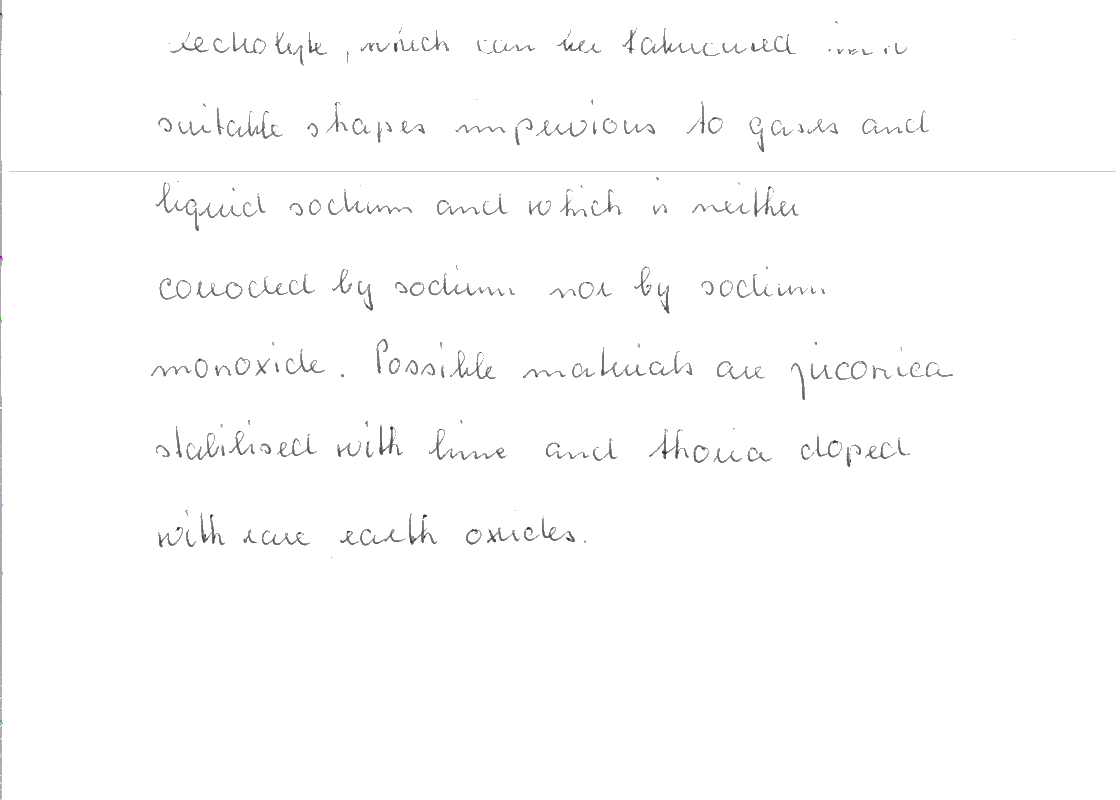 electrolyte, which can be fabricated in
suitable shapes impervious to gases and
liquid sodium and which is neither
corroded by sodium nor by sodium
monoxide. Possible materials are zirconica
stabilised with lime and thoria doped
with rare earth oxides.